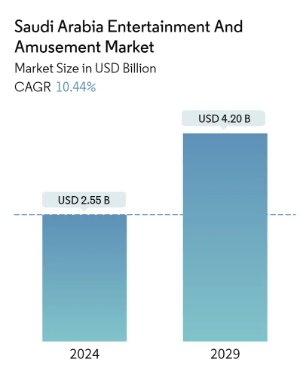 Saudi Arabia Entertainment And
Amusement Market
Market Size in USD Billion
CAGR 10.44%
USD 4.20 B
USD 2.55 B
2024
2029